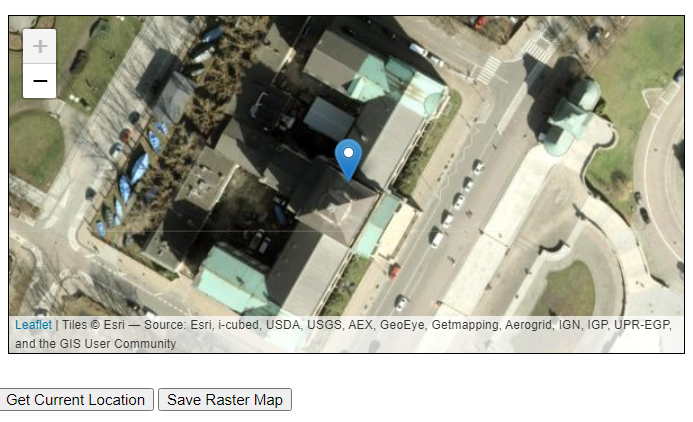 +
−
Leaflet | Tiles © Esri — Source: Esri, i-cubed, USDA, USGS, AEX, GeoEye, Getmapping, Aerogrid, IGN, IGP, UPR-EGP,
and the GIS User Community
Get Current Location Save Raster Map